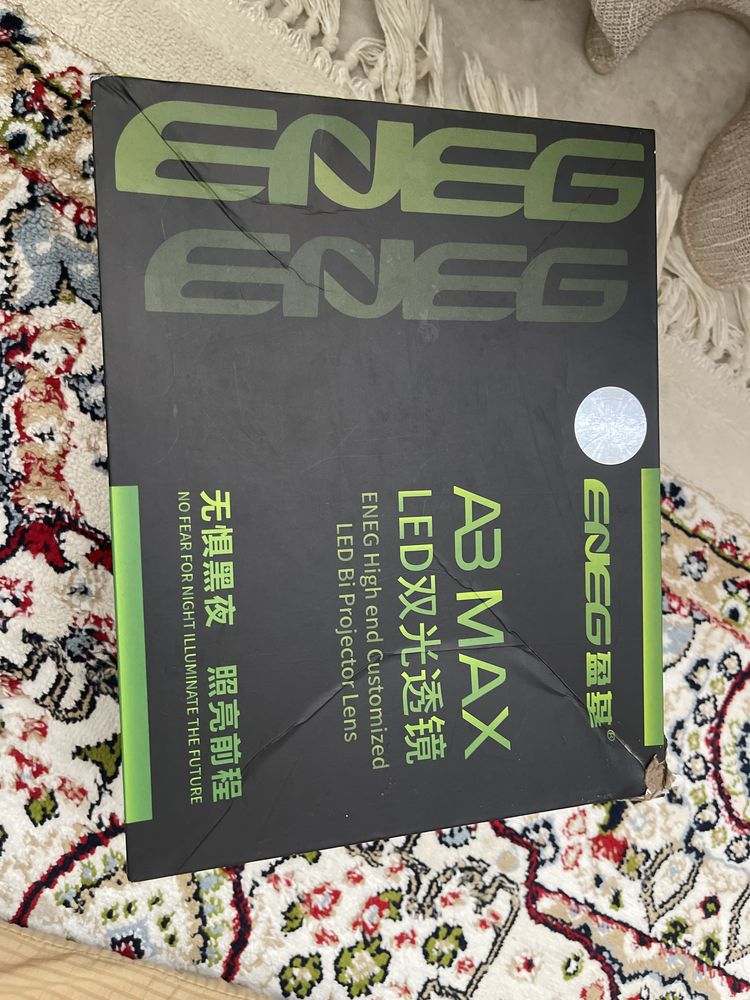 ENEG
ENEG
ENEG 盈卓®
A3 MAX
LED双光透镜
ENEG High end Customized
LED Bi Projector Lens
无惧黑夜 照亮前程
NO FEAR FOR NIGHT ILLUMINATE THE FUTURE